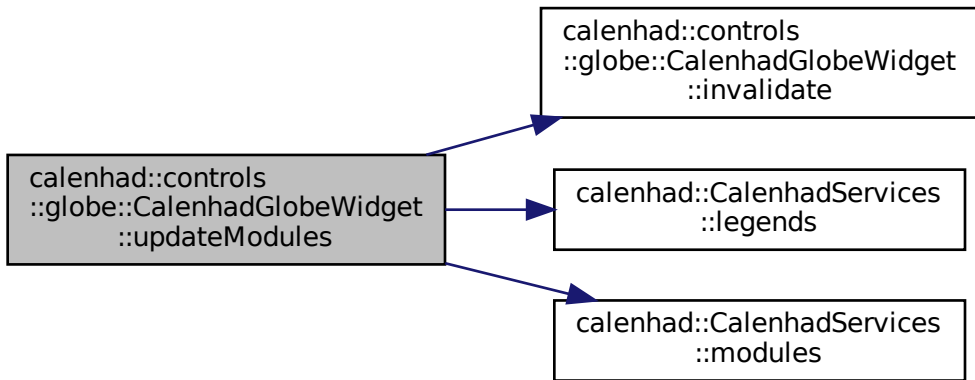 calenhad::controls
::globe::CalenhadGlobeWidget
::invalidate
calenhad::controls
::globe::CalenhadGlobeWidget
::updateModules
calenhad::CalenhadServices
::legends
calenhad::CalenhadServices
::modules